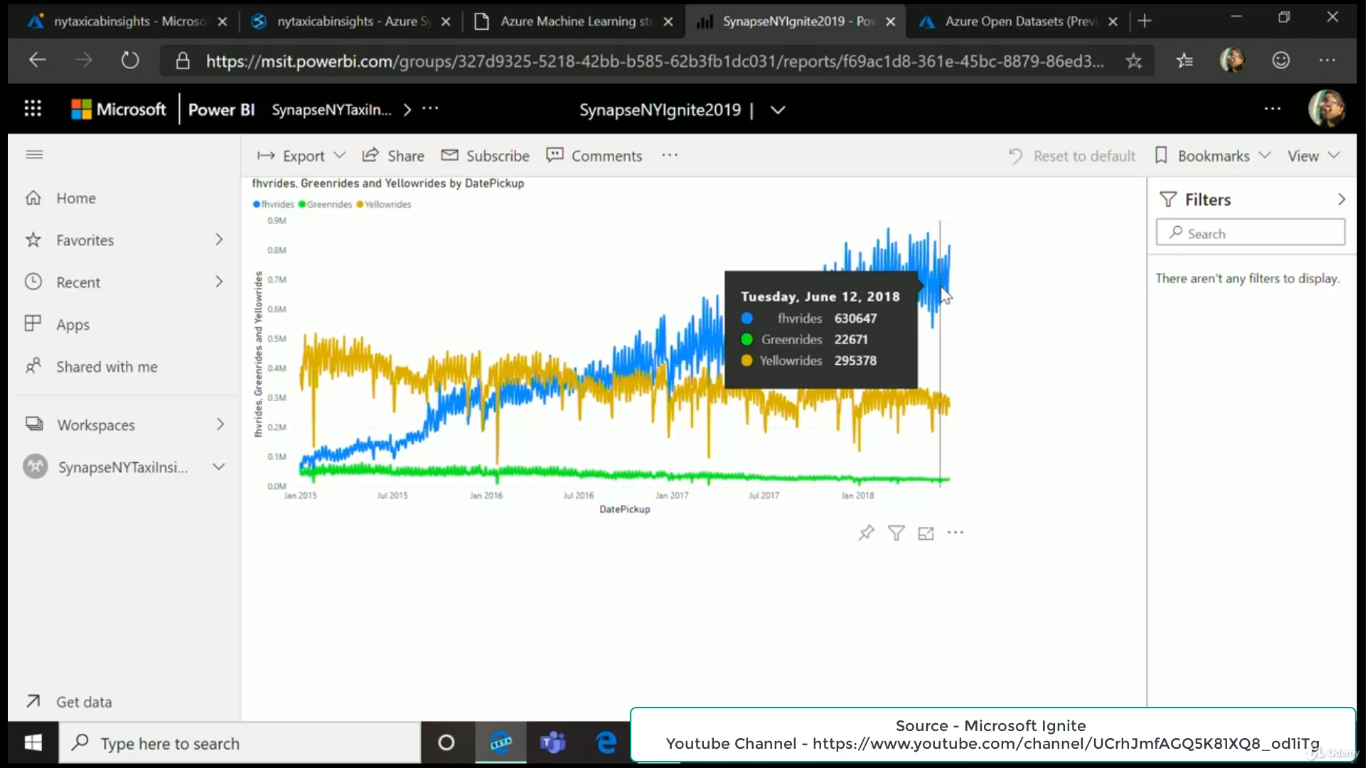 nytaxicabinsights - Microso
nytaxicabinsights - Azure Sy
Azure Machine Learning stu
SynapseNYIgnite2019 - Pow
Azure Open Datasets (Previ
https://msit.powerbi.com/groups/327d9325-5218-42bb-b585-62b3fb1dc031/reports/f69ac1d8-361e-45bc-8879-86ed3...
Microsoft Power BI SynapseNYTaxiIn... SynapseNYIgnite2019
Export Share Subscribe Comments Reset to default Bookmarks View
Home
Favorites
Recent
Apps
Shared with me
Workspaces
SynapseNYTaxiInsi...
Get data
fhvrides, Greenrides and Yellowrides by DatePickup
fhvrides Greenrides Yellowrides
fhvrides, Greenrides and Yellowrides
0.9M
0.8M
0.7M
0.6M
0.5M
0.4M
0.3M
0.2M
0.1M
0.0M
Jan 2015 Jul 2015 Jan 2016 Jul 2016 Jan 2017 Jul 2017 Jan 2018
DatePickup
Tuesday, June 12, 2018
fhvrides 630647
Greenrides 22671
Yellowrides 295378
Filters
Search
There aren't any filters to display.
Type here to search
Source - Microsoft Ignite
Youtube Channel - https://www.youtube.com/channel/UCrhJmfAGQ5K81XQ8_od1iTg
Udemy